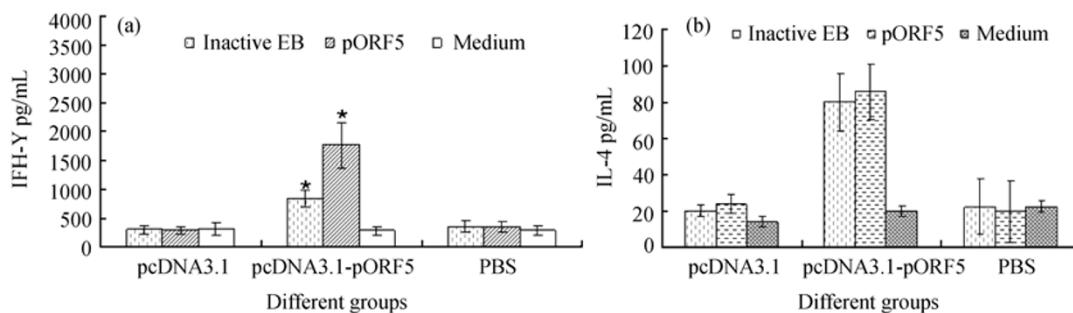 (a)
Inactive EB pORF5 Medium
IFH-Y pg/mL
4000
3500
3000
2500
2000
1500
1000
500
0
*
*
pcDNA3.1 pcDNA3.1-pORF5 PBS
Different groups
(b)
Inactive EB pORF5 Medium
IL-4 pg/mL
120
100
80
60
40
20
0
pcDNA3.1 pcDNA3.1-pORF5 PBS
Different groups